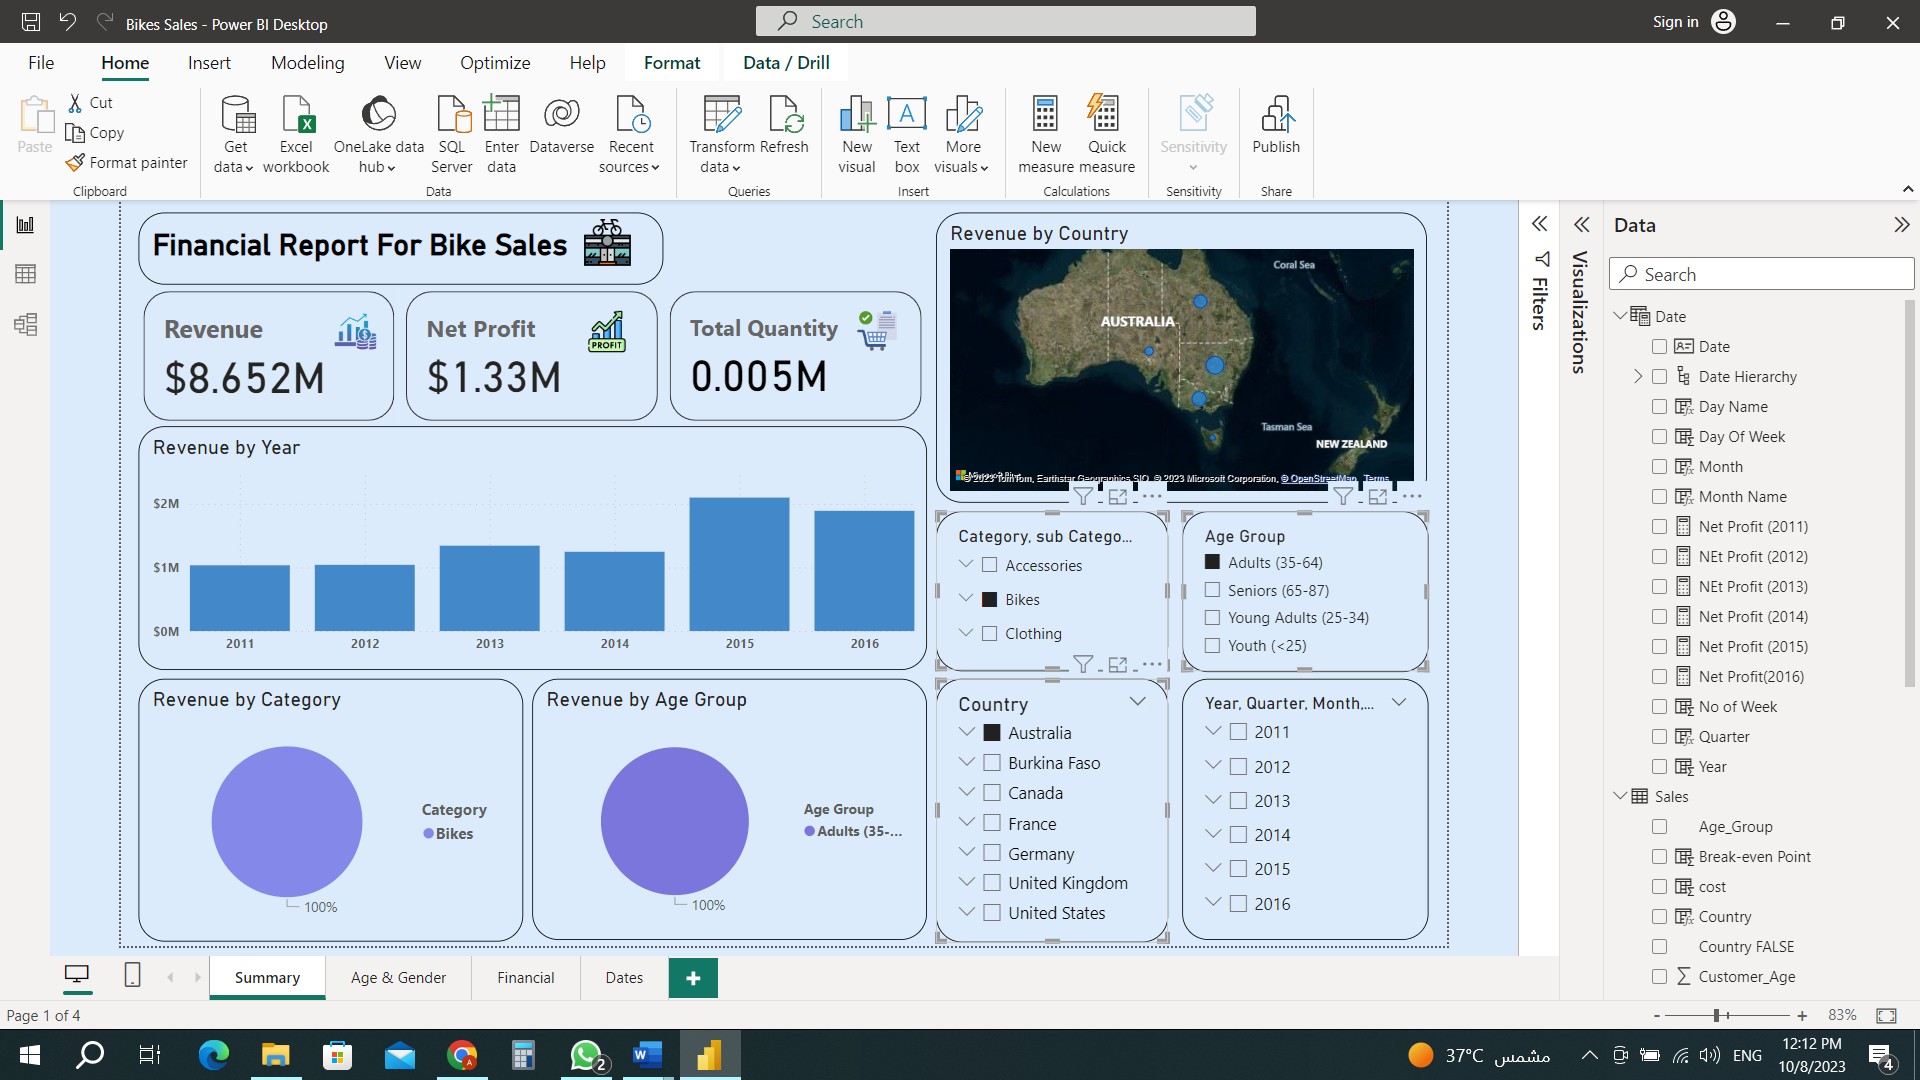 Bikes Sales - Power BI Desktop
Search
Sign in
File Home Insert Modeling View Optimize Help Format Data / Drill
Paste
Cut
Copy
Format painter
Clipboard
Get data
Excel workbook
OneLake data hub
SQL Server
Enter data
Dataverse
Recent sources
Data
Transform data
Refresh
Queries
New visual
Text box
More visuals
Insert
New measure
Quick measure
Calculations
Sensitivity
Sensitivity
Publish
Share
Financial Report For Bike Sales
Revenue
$8.652M
Net Profit
PROFIT
$1.33M
Total Quantity
0.005M
Revenue by Country
Coral Sea
AUSTRALIA
Tasman Sea
NEW ZEALAND
© 2023 TomTom, Earthstar Geographics SIO, © 2023 Microsoft Corporation, © OpenStreetMap Terms
Revenue by Year
$2M
$1M
$0M
2011 2012 2013 2014 2015 2016
Category, sub Catego...
Accessories
Bikes
Clothing
Age Group
Adults (35-64)
Seniors (65-87)
Young Adults (25-34)
Youth (<25)
Revenue by Category
Category
Bikes
100%
Revenue by Age Group
Age Group
Adults (35-...
100%
Country
Australia
Burkina Faso
Canada
France
Germany
United Kingdom
United States
Year, Quarter, Month,...
2011
2012
2013
2014
2015
2016
Filters
Visualizations
Data
Search
Date
Date
Date Hierarchy
Day Name
Day Of Week
Month
Month Name
Net Profit (2011)
NEt Profit (2012)
NEt Profit (2013)
Net Profit (2014)
Net Profit (2015)
Net Profit(2016)
No of Week
Quarter
Year
Sales
Age_Group
Break-even Point
cost
Country
Country FALSE
Customer_Age
Summary Age & Gender Financial Dates
Page 1 of 4
83%
2
37°C مشمس
ENG
12:12 PM
10/8/2023
4